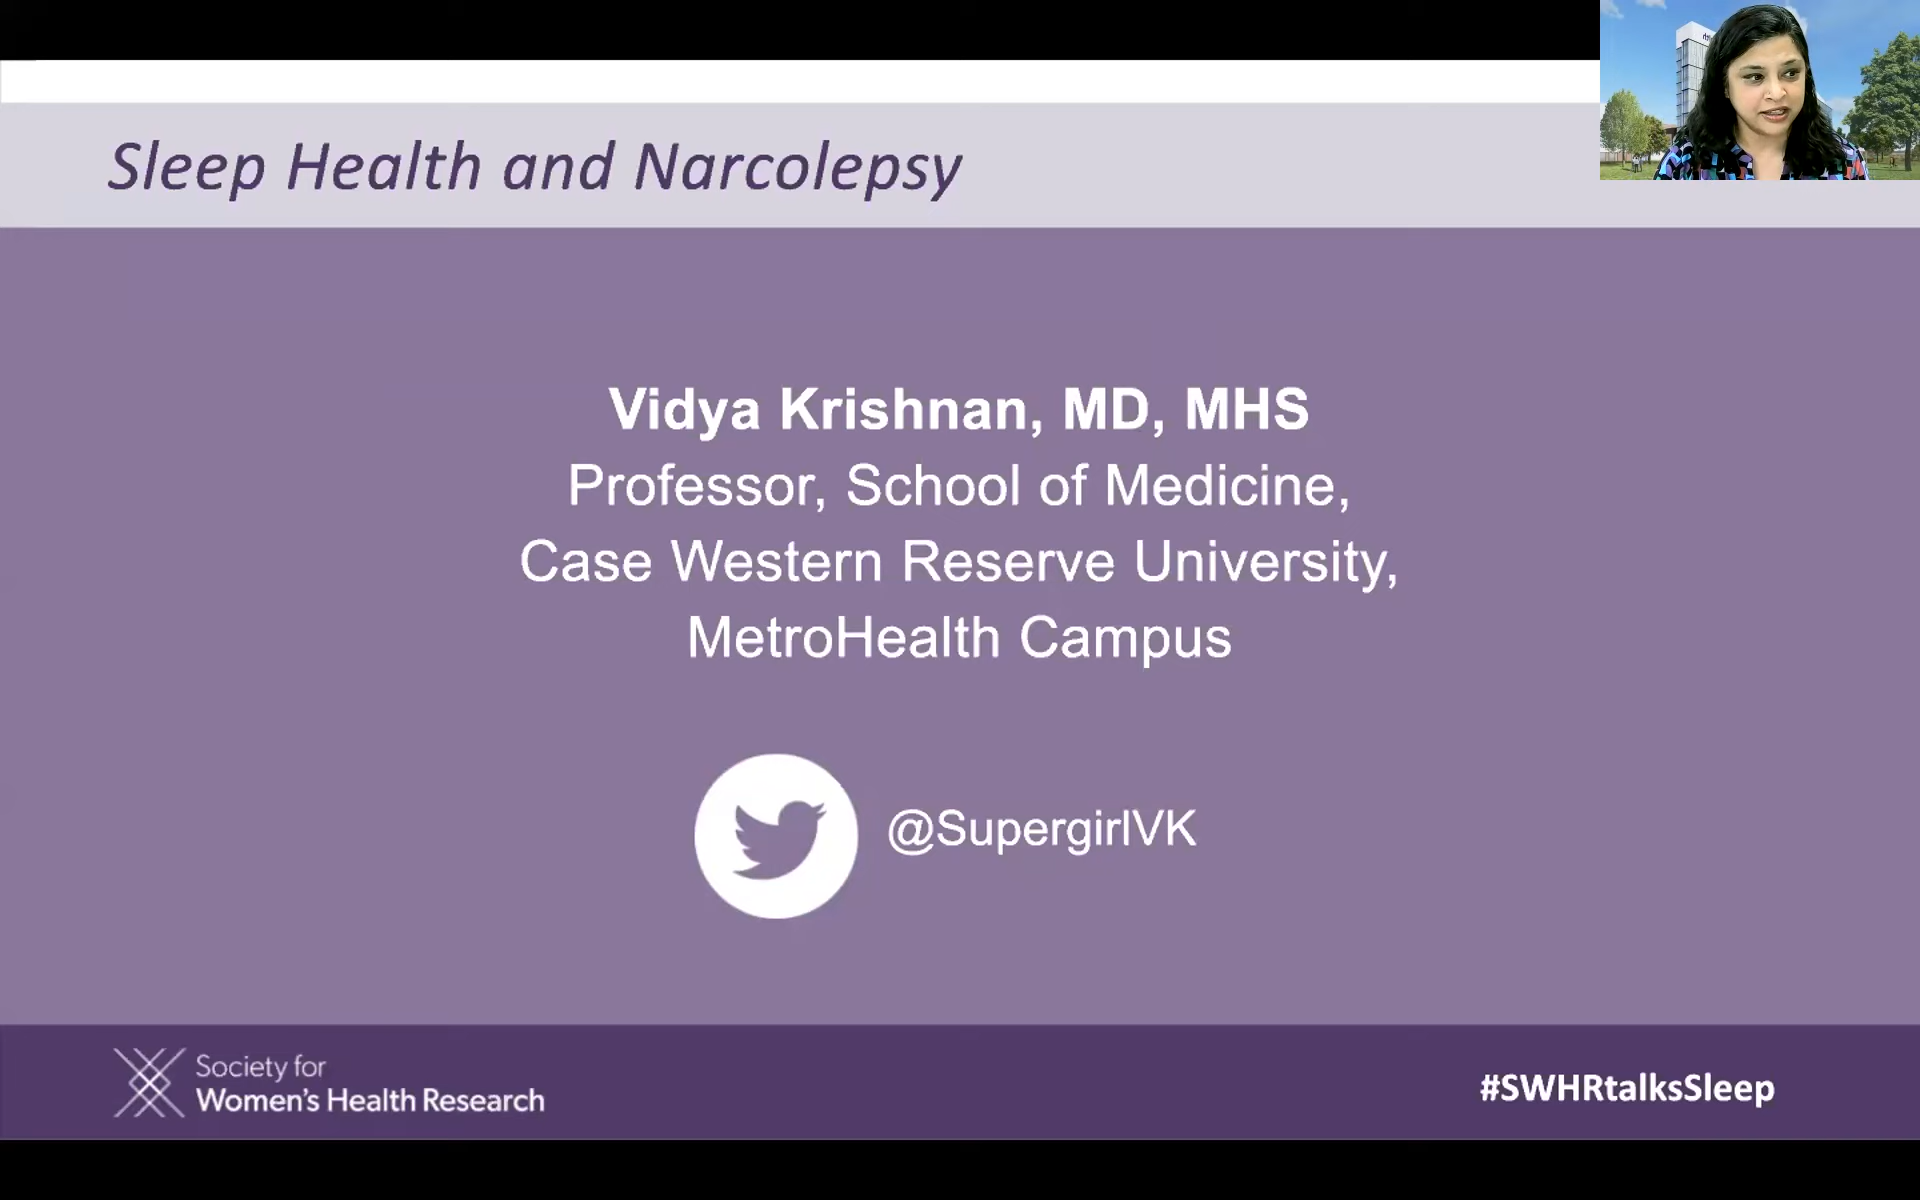 Sleep Health and Narcolepsy
Vidya Krishnan, MD, MHS
Professor, School of Medicine,
Case Western Reserve University,
MetroHealth Campus
@SupergirlVK
Society for
Women's Health Research
#SWHRtalksSleep